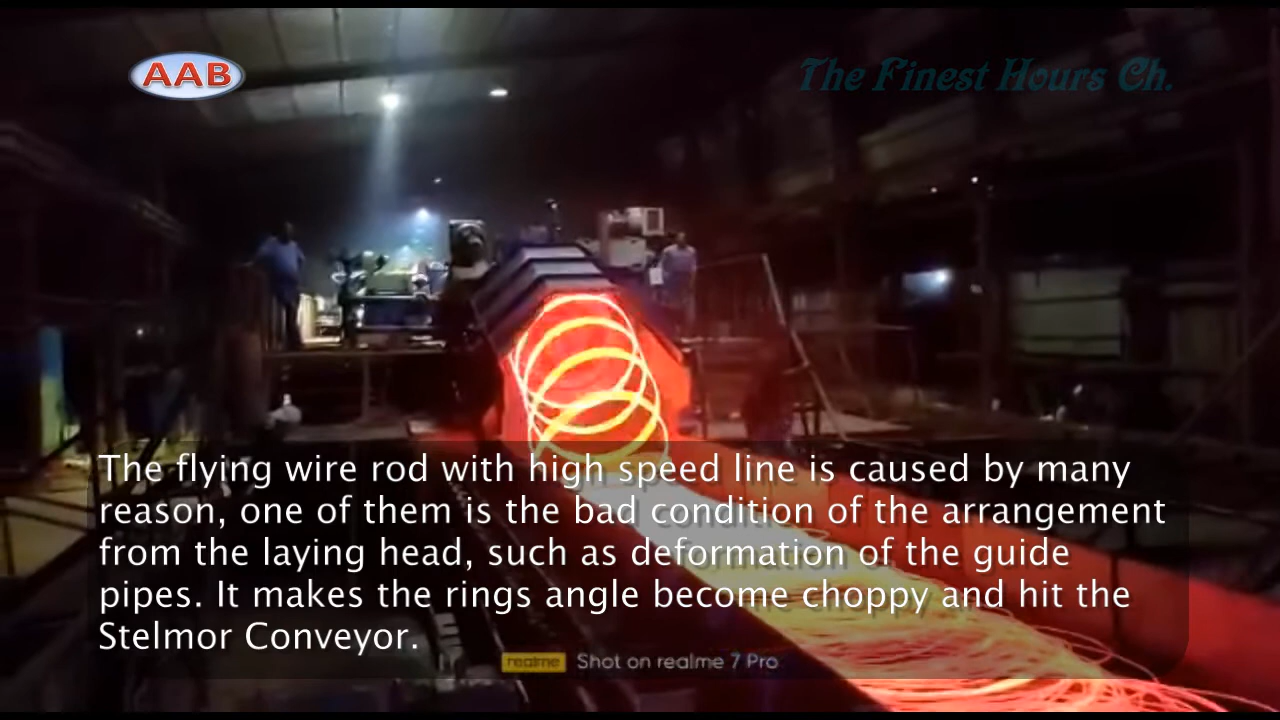 AAB
The Finest Hours Ch.
The flying wire rod with high speed line is caused by many
reason, one of them is the bad condition of the arrangement
from the laying head, such as deformation of the guide
pipes. It makes the rings angle become choppy and hit the
Stelmor Conveyor.
realme Shot on realme 7 Pro